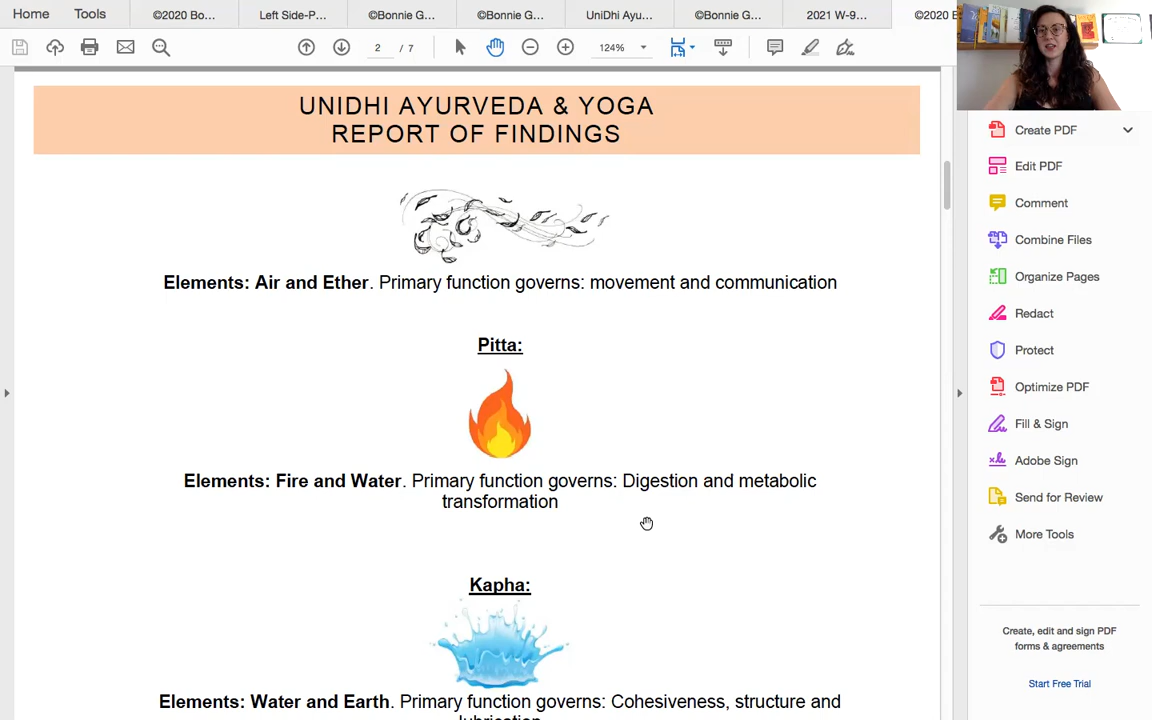 Home
Tools
©2020 Bo...
Left Side-P...
©Bonnie G...
©Bonnie G...
UniDhi Ayu...
©Bonnie G...
2021 W-9...
©2020 E
2 / 7
124%
UNIDHI AYURVEDA & YOGA
REPORT OF FINDINGS
Elements: Air and Ether. Primary function governs: movement and communication
Pitta:
Elements: Fire and Water. Primary function governs: Digestion and metabolic
transformation
Kapha:
Elements: Water and Earth. Primary function governs: Cohesiveness, structure and
lubrication
Create PDF
Edit PDF
Comment
Combine Files
Organize Pages
Redact
Protect
Optimize PDF
Fill & Sign
Adobe Sign
Send for Review
More Tools
Create, edit and sign PDF
forms & agreements
Start Free Trial